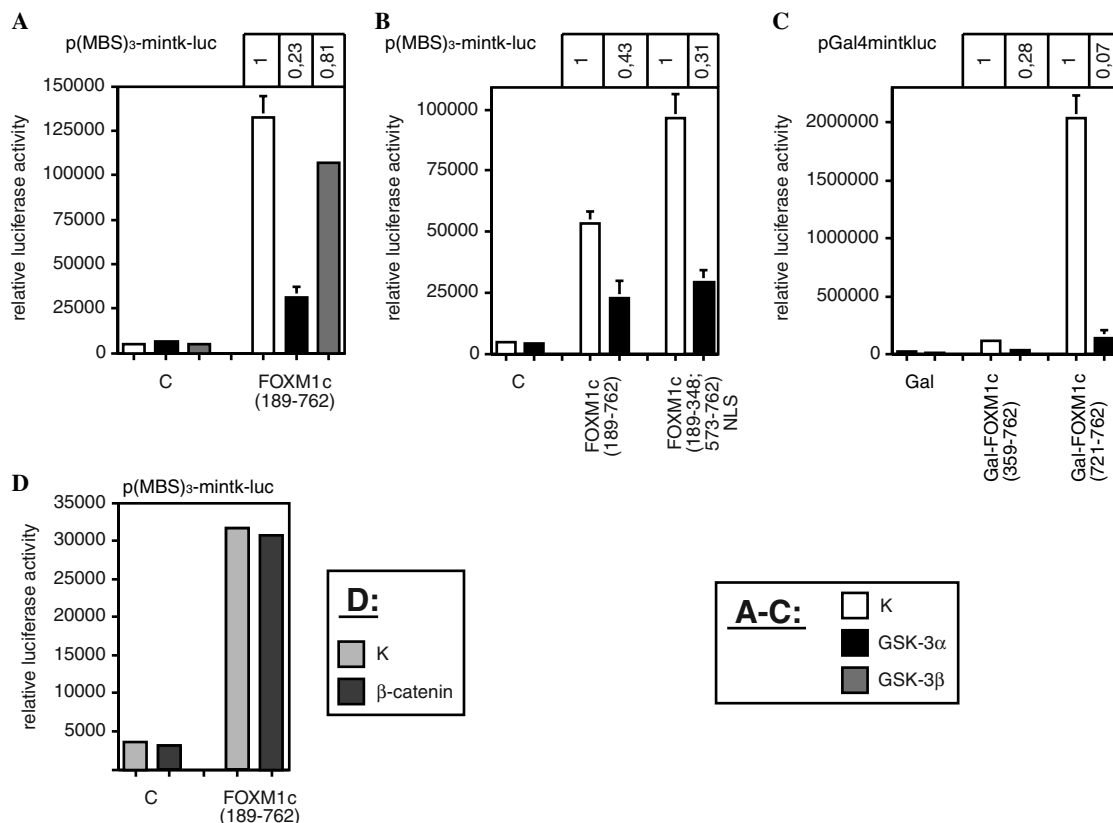 A
p(MBS)₃-mintk-luc
1
0,23
0,81
150000
125000
100000
75000
50000
25000
0
relative luciferase activity
C
FOXM1c
(189-762)
B
p(MBS)₃-mintk-luc
1
0,43
1
0,31
100000
75000
50000
25000
0
relative luciferase activity
C
FOXM1c
(189-762)
FOXM1c
(189-348;
573-762)
NLS
C
pGal4mintkluc
1
0,28
1
0,07
2000000
1500000
1000000
500000
0
relative luciferase activity
Gal
Gal-FOXM1c
(359-762)
Gal-FOXM1c
(721-762)
D
p(MBS)₃-mintk-luc
35000
30000
25000
20000
15000
10000
5000
relative luciferase activity
C
FOXM1c
(189-762)
D:
K
β-catenin
A-C:
K
GSK-3α
GSK-3β